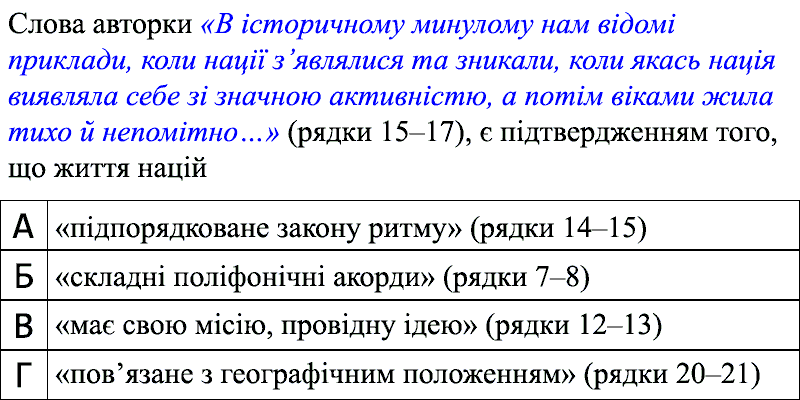 Слова авторки «В історичному минулому нам відомі
приклади, коли нації з’являлися та зникали, коли якась нація
виявляла себе зі значною активністю, а потім віками жила
тихо й непомітно…» (рядки 15–17), є підтвердженням того,
що життя націй
А «підпорядковане закону ритму» (рядки 14–15)
Б «складні поліфонічні акорди» (рядки 7–8)
В «має свою місію, провідну ідею» (рядки 12–13)
Г «пов’язане з географічним положенням» (рядки 20–21)